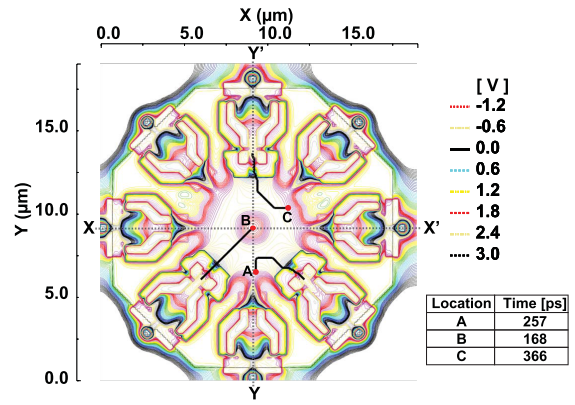 X (µm)
0.0 5.0 10.0 15.0
Y'
[ V ]
-1.2
-0.6
0.0
0.6
1.2
1.8
2.4
3.0
Y (µm)
15.0
10.0
5.0
0.0
X
X'
A
B
C
Y
Location Time [ps]
A 257
B 168
C 366